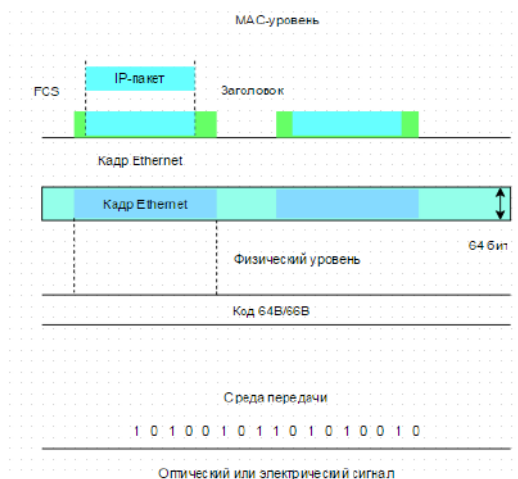 МАС-уровень
IP-пакет
FCS
Заголовок
Кадр Ethernet
Кадр Ethernet
64 бит
Физический уровень
Код 64B/66B
Среда передачи
1 0 1 0 0 1 0 1 1 0 1 0 1 0 0 1 0
Оптический или электрический сигнал